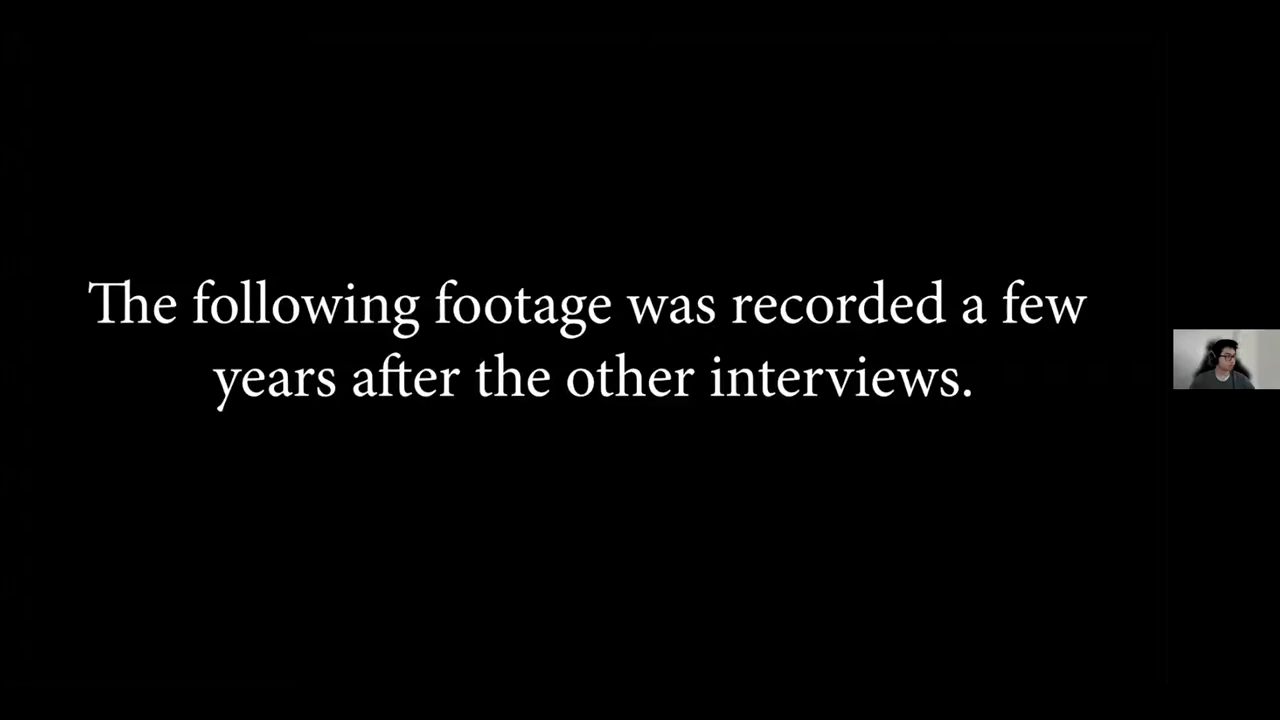 The following footage was recorded a few
years after the other interviews.